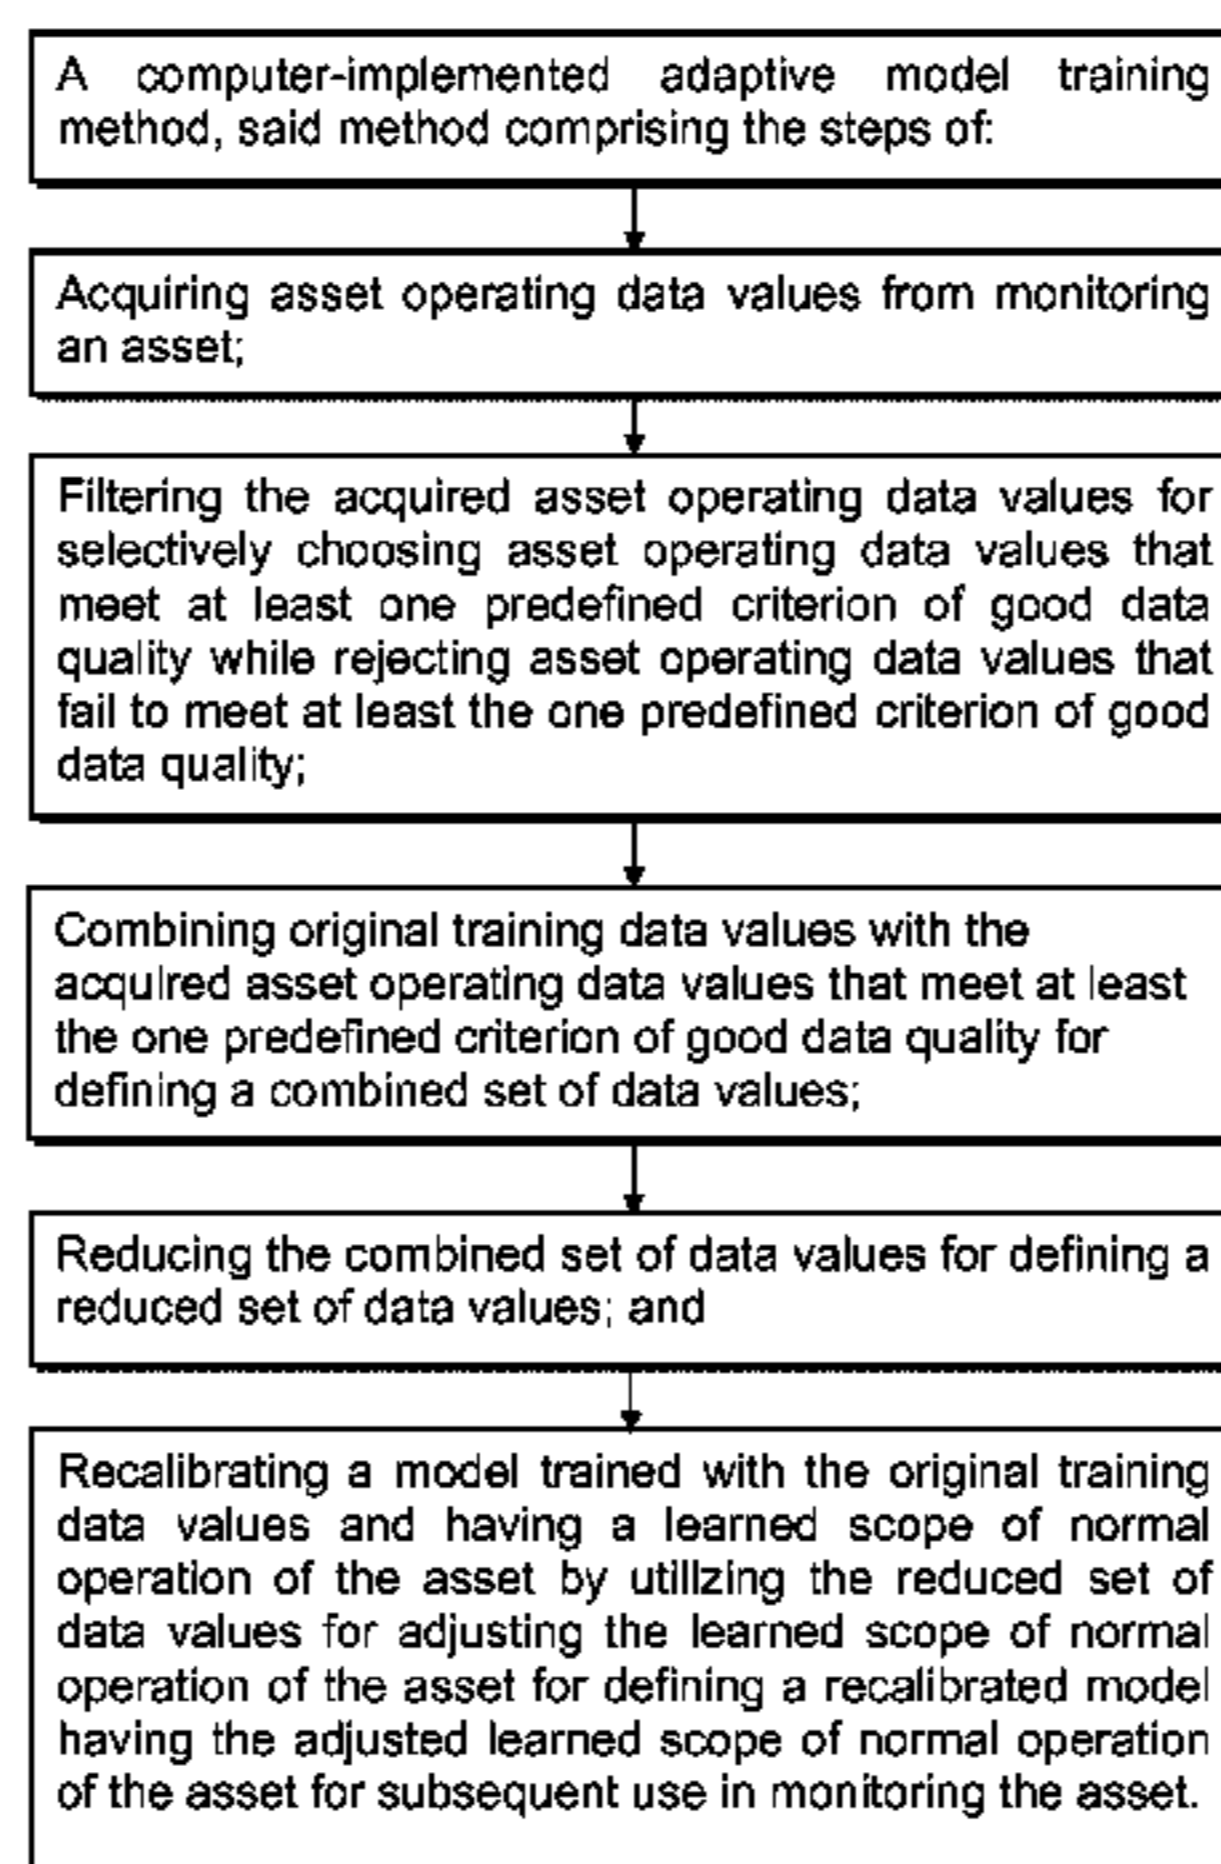 A computer-implemented adaptive model training
method, said method comprising the steps of:
Acquiring asset operating data values from monitoring
an asset;
Filtering the acquired asset operating data values for
selectively choosing asset operating data values that
meet at least one predefined criterion of good data
quality while rejecting asset operating data values that
fail to meet at least the one predefined criterion of good
data quality;
Combining original training data values with the
acquired asset operating data values that meet at least
the one predefined criterion of good data quality for
defining a combined set of data values;
Reducing the combined set of data values for defining a
reduced set of data values; and
Recalibrating a model trained with the original training
data values and having a learned scope of normal
operation of the asset by utilizing the reduced set of
data values for adjusting the learned scope of normal
operation of the asset for defining a recalibrated model
having the adjusted learned scope of normal operation
of the asset for subsequent use in monitoring the asset.